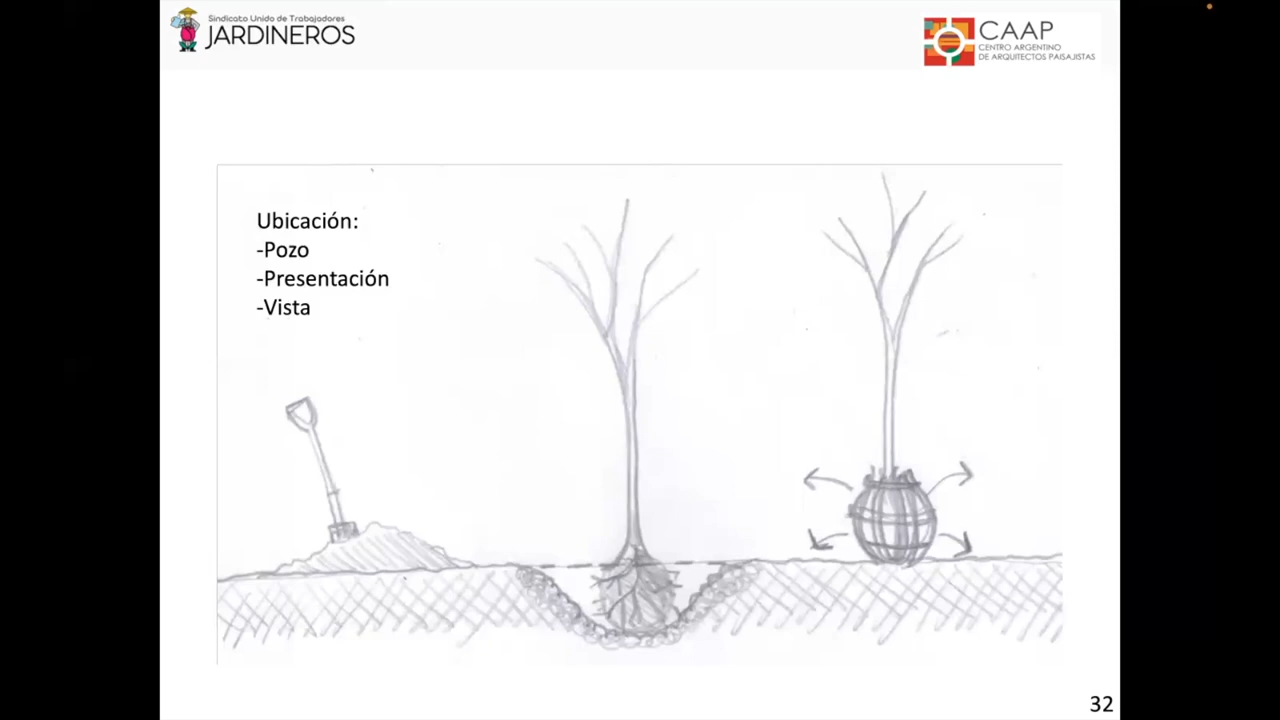 Sindicato Unido de Trabajadores
JARDINEROS
CAAP
CENTRO ARGENTINO
DE ARQUITECTOS PAISAJISTAS
Ubicación:
-Pozo
-Presentación
-Vista
32